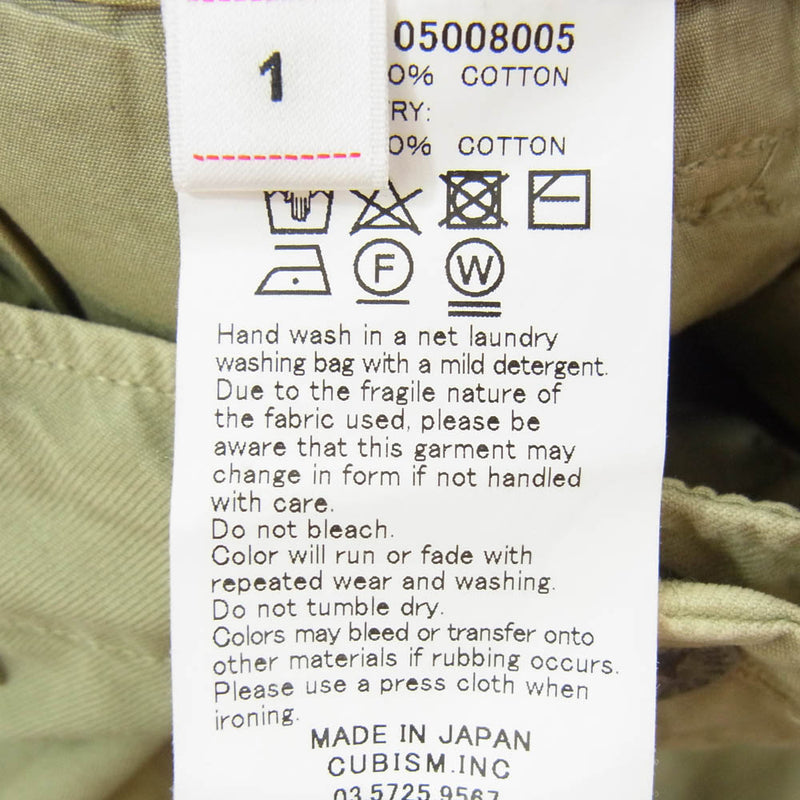 1
05008005
0% COTTON
RY:
0% COTTON
F W
Hand wash in a net laundry
washing bag with a mild detergent.
Due to the fragile nature of
the fabric used, please be
aware that this garment may
change in form if not handled
with care.
Do not bleach.
Color will run or fade with
repeated wear and washing.
Do not tumble dry.
Colors may bleed or transfer onto
other materials if rubbing occurs.
Please use a press cloth when
ironing.
MADE IN JAPAN
CUBISM.INC
03.5725.9567